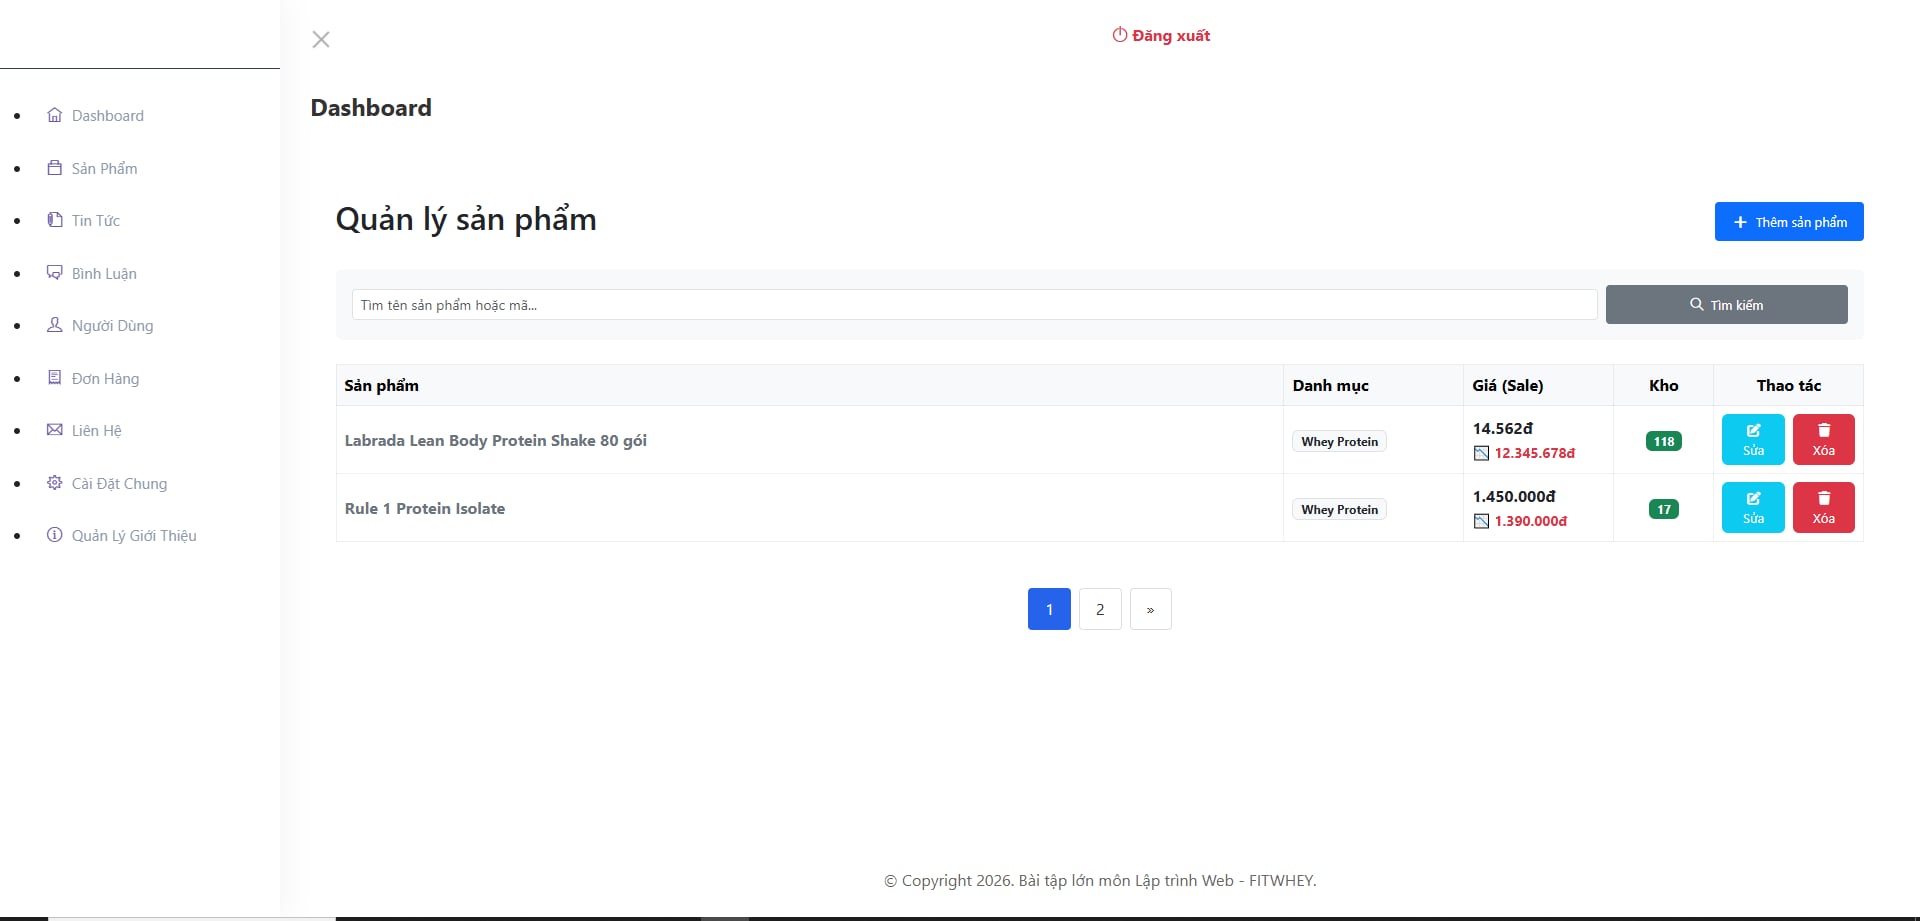 Đăng xuất
Dashboard
Sản Phẩm
Tin Tức
Bình Luận
Người Dùng
Đơn Hàng
Liên Hệ
Cài Đặt Chung
Quản Lý Giới Thiệu
Dashboard
Quản lý sản phẩm
Thêm sản phẩm
Tìm tên sản phẩm hoặc mã...
Tìm kiếm
Sản phẩm Danh mục Giá (Sale) Kho Thao tác
Labrada Lean Body Protein Shake 80 gói Whey Protein 14.562đ 118 Sửa Xóa
12.345.678đ
Rule 1 Protein Isolate Whey Protein 1.450.000đ 17 Sửa Xóa
1.390.000đ
1 2 »
© Copyright 2026. Bài tập lớn môn Lập trình Web - FITWHEY.